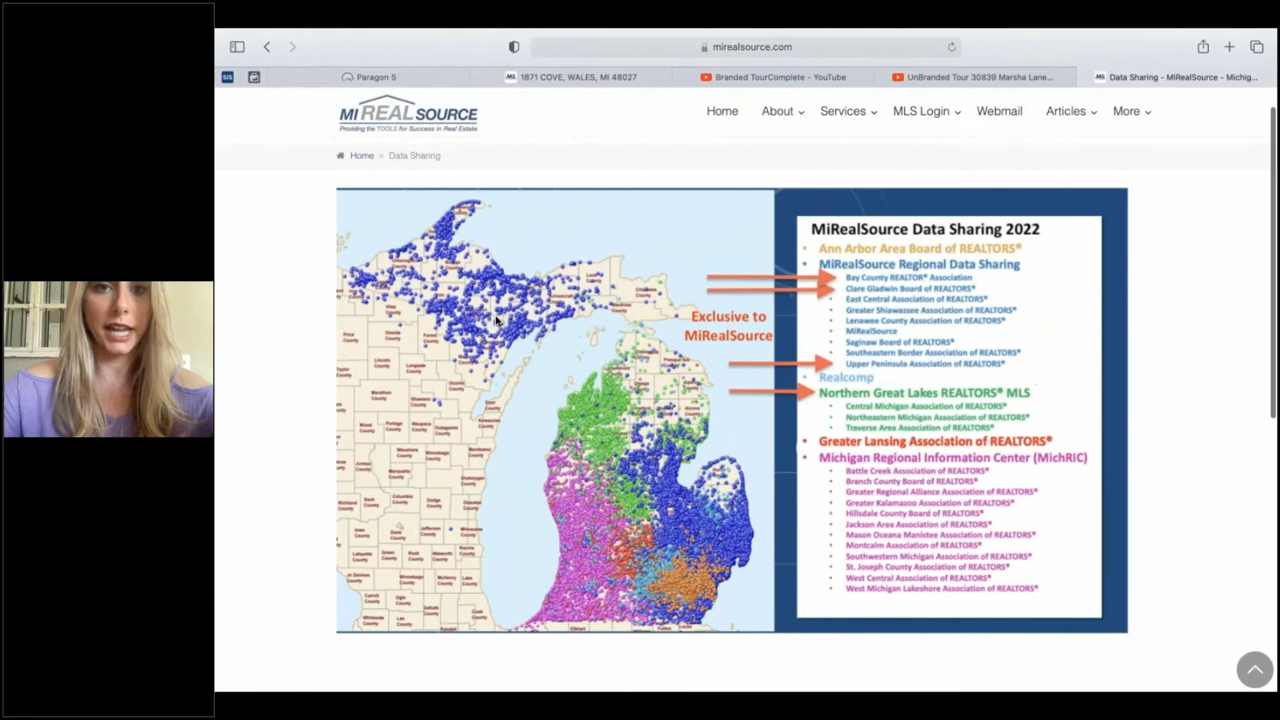 mirealsource.com
SIS
Paragon 5
1871 COVE, WALES, MI 48027
Branded TourComplete - YouTube
UnBranded Tour 30839 Marsha Lane...
Data Sharing - MiRealSource - Michig...
MI REAL SOURCE
Providing the TOOLS for Success in Real Estate
Home
About
Services
MLS Login
Webmail
Articles
More
Home » Data Sharing
Exclusive to
MiRealSource
MiRealSource Data Sharing 2022
• Ann Arbor Area Board of REALTORS®
• MiRealSource Regional Data Sharing
• Bay County REALTOR® Association
• Clare Gladwin Board of REALTORS®
• East Central Association of REALTORS®
• Greater Shiawassee Association of REALTORS®
• Lenawee County Association of REALTORS®
• MiRealSource
• Saginaw Board of REALTORS®
• Southeastern Border Association of REALTORS®
• Upper Peninsula Association of REALTORS®
• Realcomp
• Northern Great Lakes REALTORS® MLS
• Central Michigan Association of REALTORS®
• Northeastern Michigan Association of REALTORS®
• Traverse Area Association of REALTORS®
• Greater Lansing Association of REALTORS®
• Michigan Regional Information Center (MichRIC)
• Battle Creek Association of REALTORS®
• Branch County Board of REALTORS®
• Greater Regional Alliance Association of REALTORS®
• Greater Kalamazoo Association of REALTORS®
• Hillsdale County Board of REALTORS®
• Jackson Area Association of REALTORS®
• Mason Oceana Manistee Association of REALTORS®
• Montcalm Association of REALTORS®
• Southwestern Michigan Association of REALTORS®
• St. Joseph County Association of REALTORS®
• West Central Association of REALTORS®
• West Michigan Lakeshore Association of REALTORS®